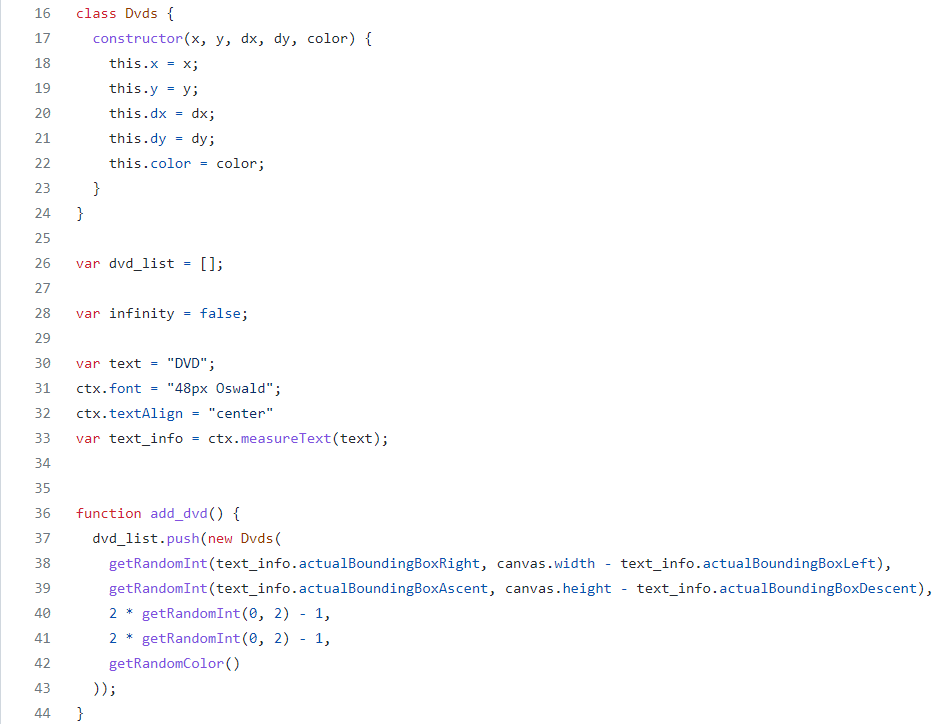 16 class Dvds {
17 constructor(x, y, dx, dy, color) {
18 this.x = x;
19 this.y = y;
20 this.dx = dx;
21 this.dy = dy;
22 this.color = color;
23 }
24 }
25
26 var dvd_list = [];
27
28 var infinity = false;
29
30 var text = "DVD";
31 ctx.font = "48px Oswald";
32 ctx.textAlign = "center"
33 var text_info = ctx.measureText(text);
34
35
36 function add_dvd() {
37 dvd_list.push(new Dvds(
38 getRandomInt(text_info.actualBoundingBoxRight, canvas.width - text_info.actualBoundingBoxLeft),
39 getRandomInt(text_info.actualBoundingBoxAscent, canvas.height - text_info.actualBoundingBoxDescent),
40 2 * getRandomInt(0, 2) - 1,
41 2 * getRandomInt(0, 2) - 1,
42 getRandomColor()
43 ));
44 }